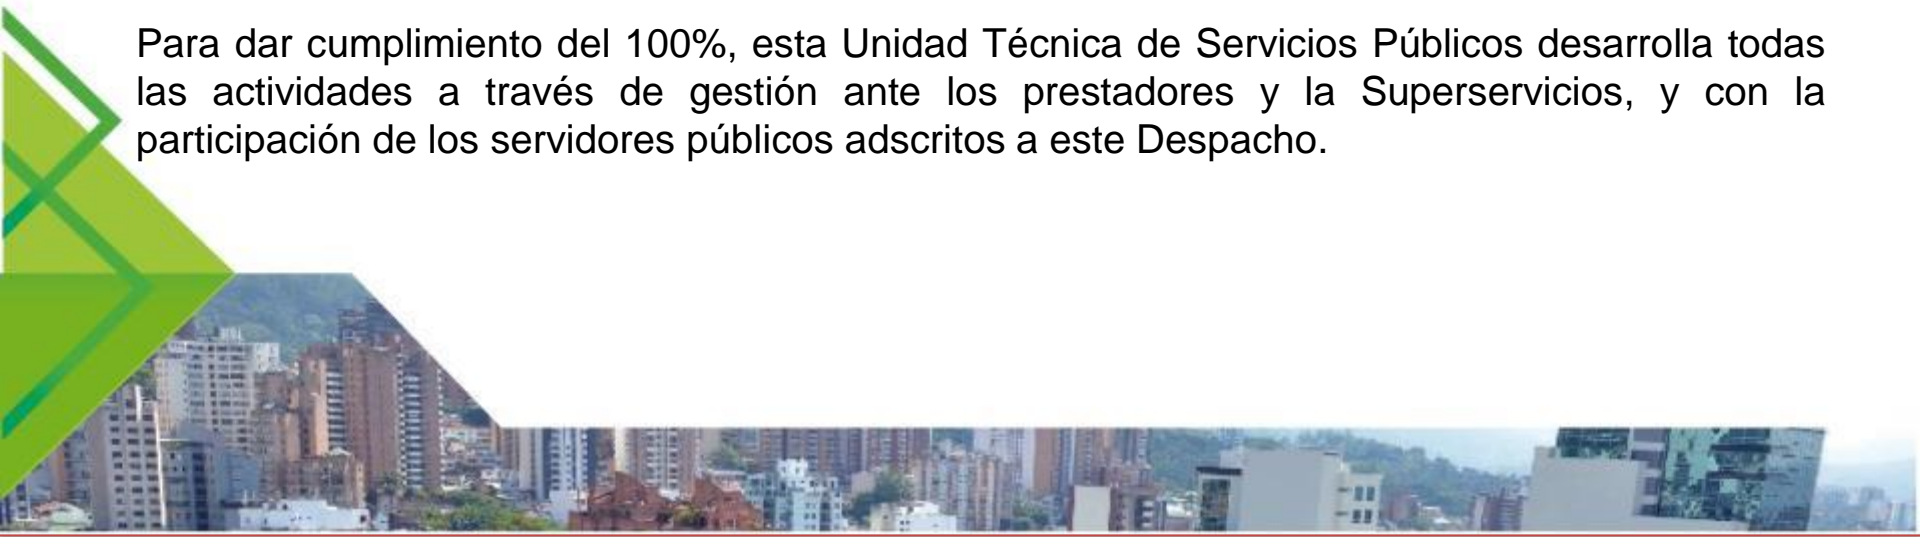 Para dar cumplimiento del 100%, esta Unidad Técnica de Servicios Públicos desarrolla todas
las actividades a través de gestión ante los prestadores y la Superservicios, y con la
participación de los servidores públicos adscritos a este Despacho.